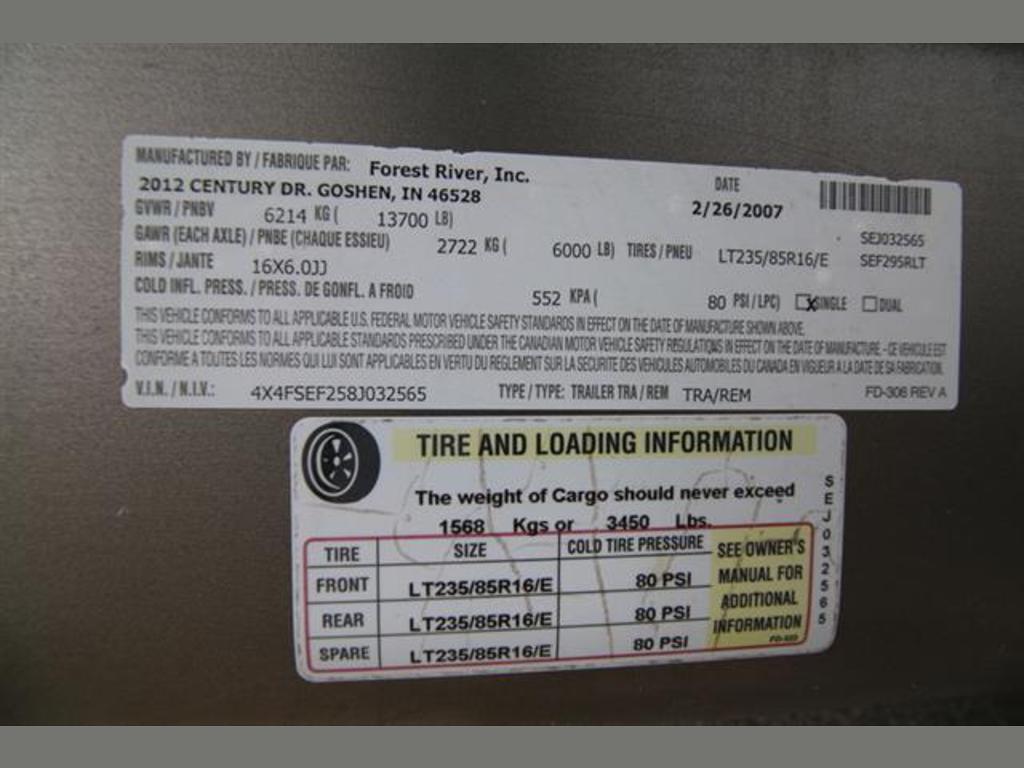 MANUFACTURED BY / FABRIQUE PAR: Forest River, Inc.
2012 CENTURY DR. GOSHEN, IN 46528
DATE
2/26/2007
GVWR / PNBV 6214 KG ( 13700 LB)
GAWR (EACH AXLE) / PNBE (CHAQUE ESSIEU) 2722 KG ( 6000 LB) TIRES / PNEU LT235/85R16/E
SEJ032565
SEF295RLT
RIMS / JANTE 16X6.0JJ
COLD INFL. PRESS. / PRESS. DE GONFL. A FROID 552 KPA ( 80 PSI / LPC) X SINGLE DUAL
THIS VEHICLE CONFORMS TO ALL APPLICABLE U.S. FEDERAL MOTOR VEHICLE SAFETY STANDARDS IN EFFECT ON THE DATE OF MANUFACTURE SHOWN ABOVE.
THIS VEHICLE CONFORMS TO ALL APPLICABLE STANDARDS PRESCRIBED UNDER THE CANADIAN MOTOR VEHICLE SAFETY REGULATIONS IN EFFECT ON THE DATE OF MANUFACTURE. - CE VEHICULE EST
CONFORME A TOUTES LES NORMES QUI LUI SONT APPLICABLES EN VERTU DU REGLEMENT SUR LA SECURITE DES VEHICULES AUTOMOBILES DU CANADA EN VIGUEUR A LA DATE DE SA FABRICATION.
V.I.N. / N.I.V.: 4X4FSEF258J032565 TYPE / TYPE: TRAILER TRA / REM TRA/REM FD-306 REV A
TIRE AND LOADING INFORMATION
The weight of Cargo should never exceed
1568 Kgs or 3450 Lbs.
TIRE SIZE COLD TIRE PRESSURE
FRONT LT235/85R16/E 80 PSI
REAR LT235/85R16/E 80 PSI
SPARE LT235/85R16/E 80 PSI
SEE OWNER'S
MANUAL FOR
ADDITIONAL
INFORMATION
SEJ032565